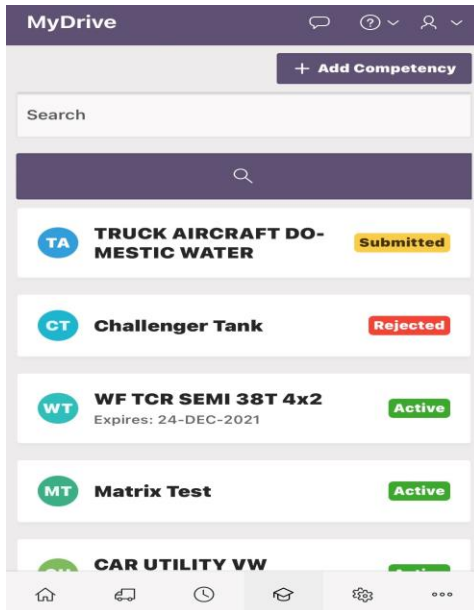 MyDrive
+ Add Competency
Search
TA
TRUCK AIRCRAFT DO-
MESTIC WATER
Submitted
CT
Challenger Tank
Rejected
WT
WF TCR SEMI 38T 4x2
Expires: 24-DEC-2021
Active
MT
Matrix Test
Active
CAR UTILITY VW